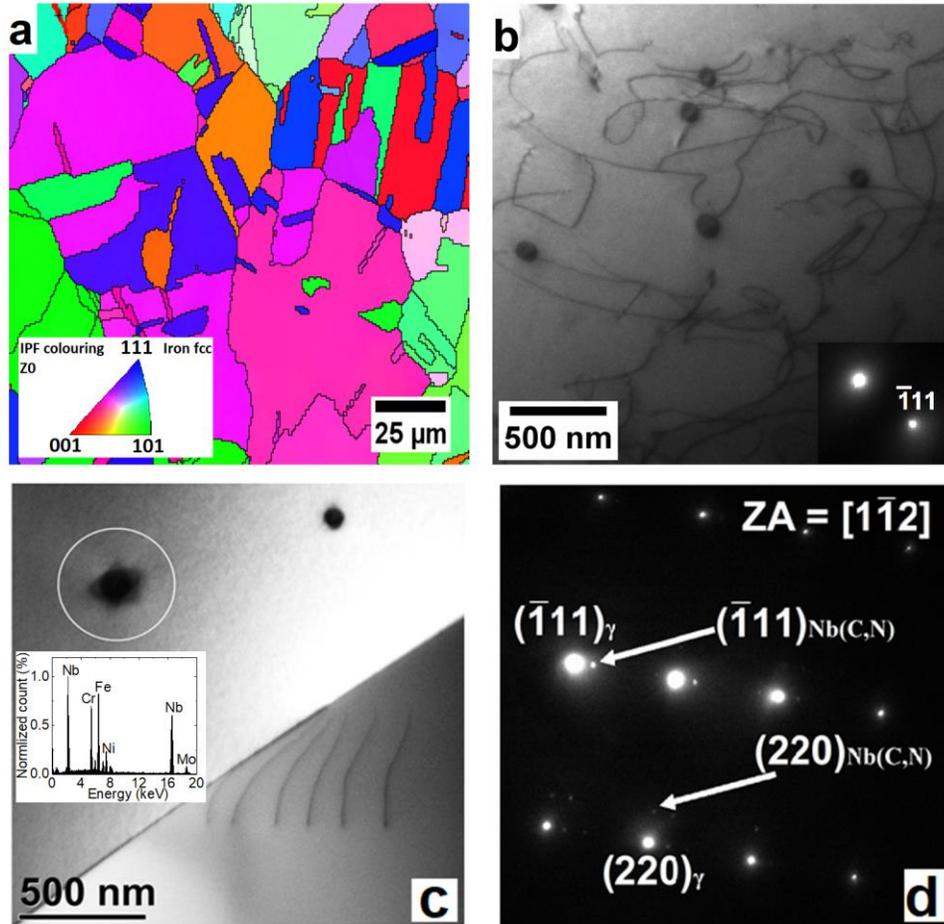 a
IPF colouring 111 Iron fcc
Z0
001 101
25 µm
b
1̅11
500 nm
Normlized count (%)
1.0
0.5
0.0
Nb
Cr Fe
Ni
Nb
Mo
0 4 8 12 16 20
Energy (keV)
500 nm
c
ZA = [11̅2]
(1̅11)γ
(1̅11)Nb(C,N)
(220)Nb(C,N)
(220)γ
d